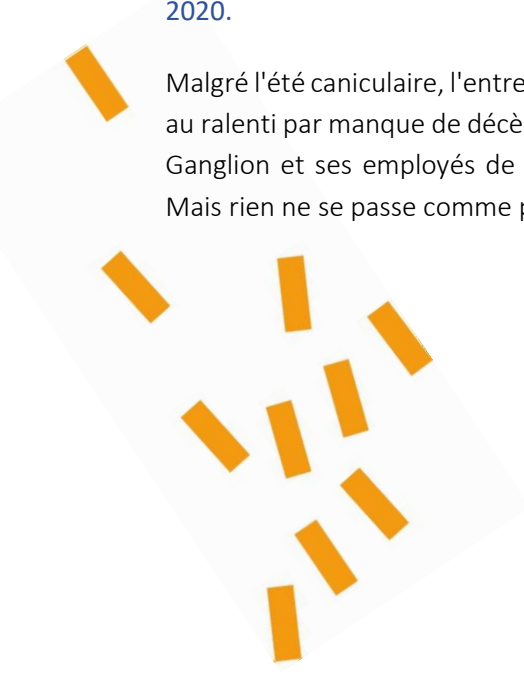 2020.
Malgré l'été caniculaire, l'entre
au ralenti par manque de décè
Ganglion et ses employés de
Mais rien ne se passe comme p